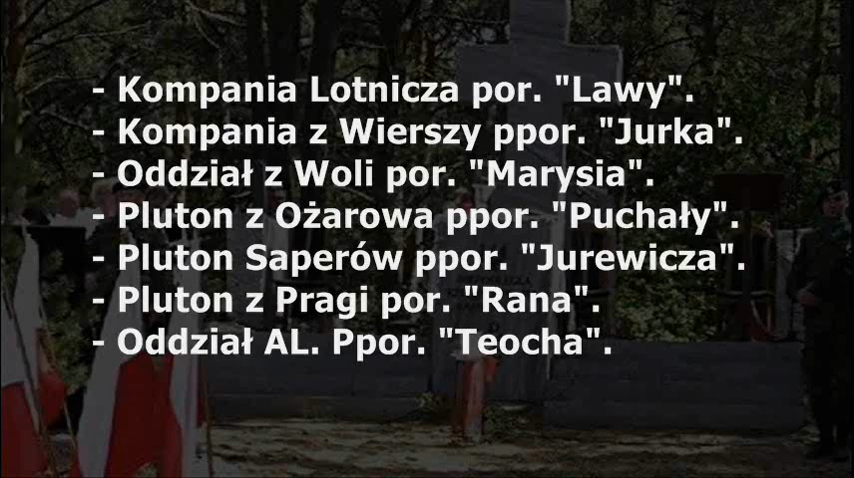 - Kompania Lotnicza por. "Lawy".
- Kompania z Wierszy ppor. "Jurka".
- Oddział z Woli por. "Marysia".
- Pluton z Ożarowa ppor. "Puchały".
- Pluton Saperów ppor. "Jurewicza".
- Pluton z Pragi por. "Rana".
- Oddział AL. Ppor. "Teocha".